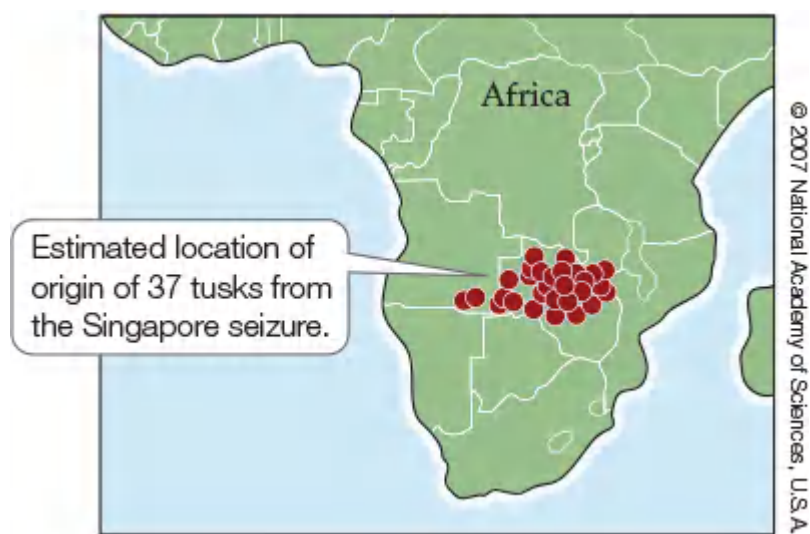 Africa
Estimated location of
origin of 37 tusks from
the Singapore seizure.
© 2007 National Academy of Sciences, U.S.A.